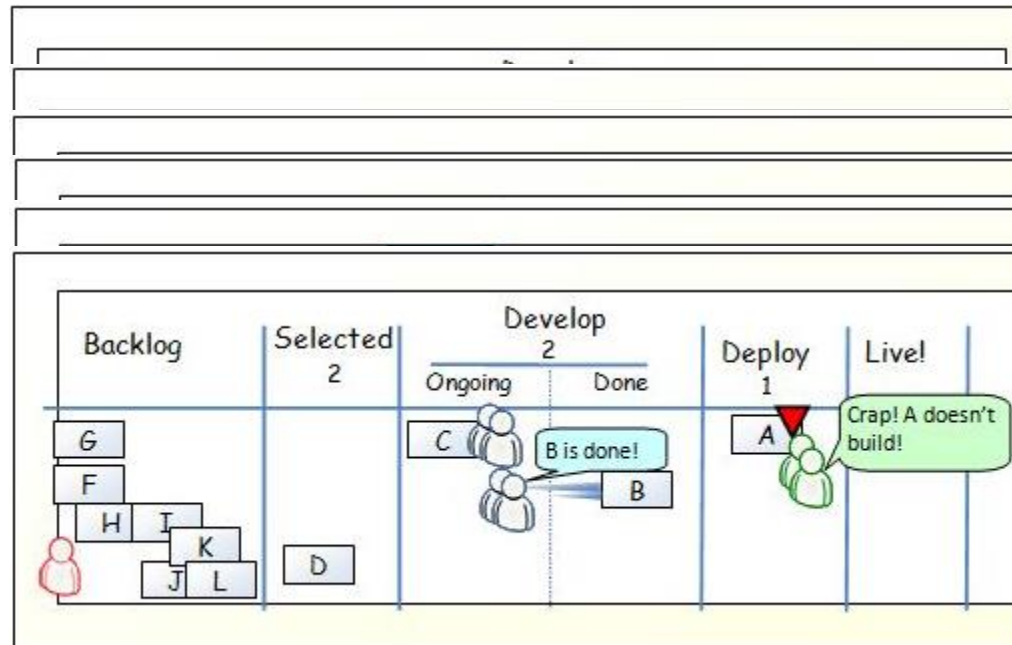 Backlog
Selected
2
Develop
2
Ongoing
Done
Deploy
1
Live!
G
F
H
I
K
J
L
D
C
B is done!
B
A
Crap! A doesn't
build!